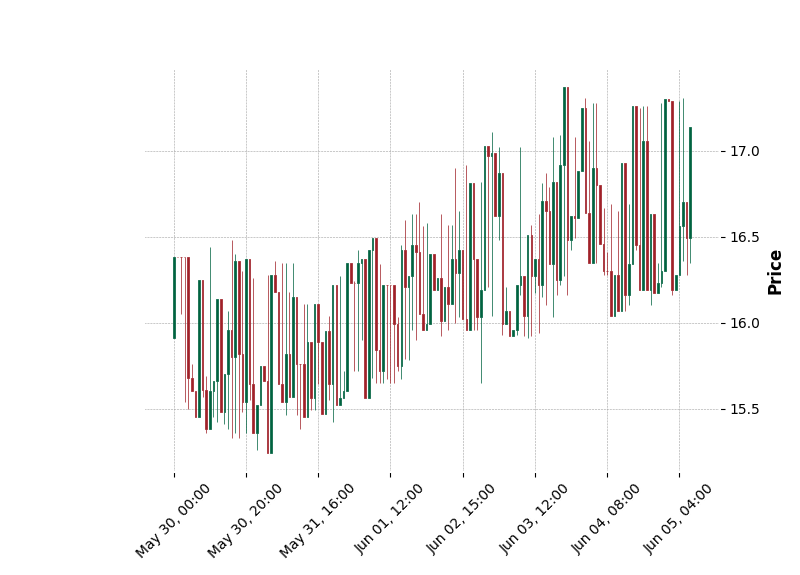 17.0
16.5
16.0
15.5
Price
May 30, 00:00
May 30, 20:00
May 31, 16:00
Jun 01, 12:00
Jun 02, 15:00
Jun 03, 12:00
Jun 04, 08:00
Jun 05, 04:00